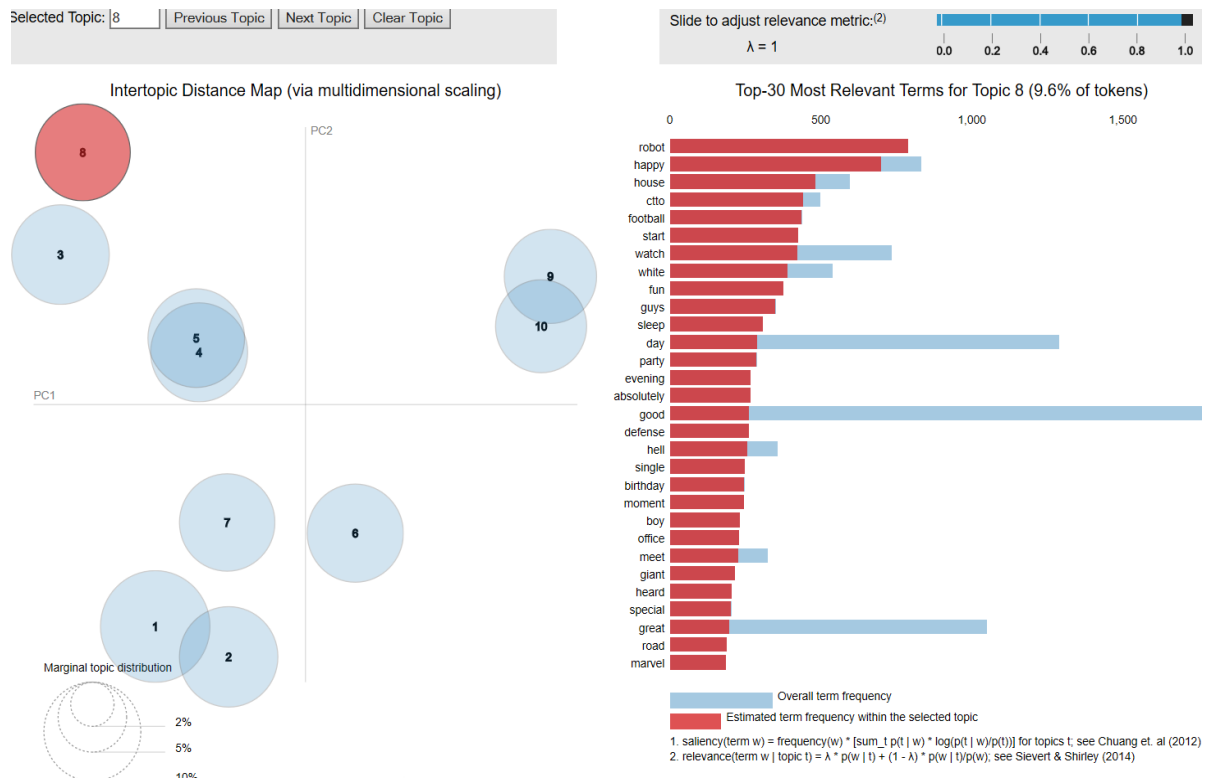 Selected Topic: 8 Previous Topic Next Topic Clear Topic
Slide to adjust relevance metric:(2)
λ = 1
0.0 0.2 0.4 0.6 0.8 1.0
Intertopic Distance Map (via multidimensional scaling)
PC2
PC1
8
3
5
4
9
10
7
6
1
2
Marginal topic distribution
2%
5%
10%
Top-30 Most Relevant Terms for Topic 8 (9.6% of tokens)
0 500 1,000 1,500
robot
happy
house
ctto
football
start
watch
white
fun
guys
sleep
day
party
evening
absolutely
good
defense
hell
single
birthday
moment
boy
office
meet
giant
heard
special
great
road
marvel
Overall term frequency
Estimated term frequency within the selected topic
1. saliency(term w) = frequency(w) * [sum_t p(t | w) * log(p(t | w)/p(t))] for topics t; see Chuang et. al (2012)
2. relevance(term w | topic t) = λ * p(w | t) + (1 - λ) * p(w | t)/p(w); see Sievert & Shirley (2014)